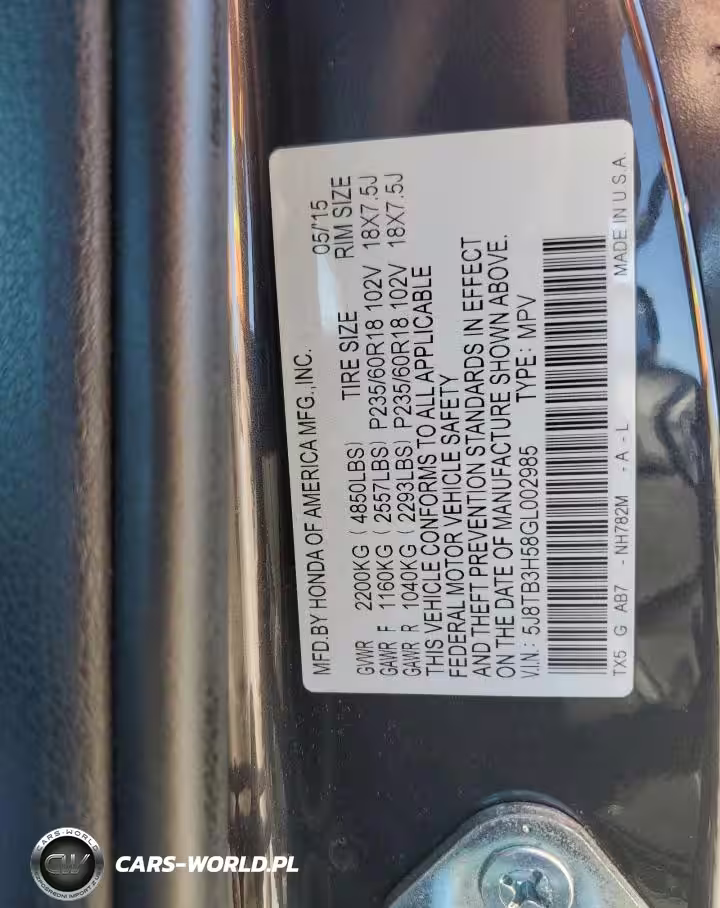 MFD.BY HONDA OF AMERICA MFG.,INC. 05/'15
TIRE SIZE RIM SIZE
GVWR 2200KG ( 4850LBS)
GAWR F 1160KG ( 2557LBS) P235/60R18 102V 18X7.5J
GAWR R 1040KG ( 2293LBS) P235/60R18 102V 18X7.5J
THIS VEHICLE CONFORMS TO ALL APPLICABLE
FEDERAL MOTOR VEHICLE SAFETY
AND THEFT PREVENTION STANDARDS IN EFFECT
ON THE DATE OF MANUFACTURE SHOWN ABOVE.
V.I.N.: 5J8TB3H58GL002985 TYPE: MPV
TX5 G AB7 - NH782M - A - L MADE IN U.S.A.
CARS-WORLD
CW
CARS-WORLD.PL